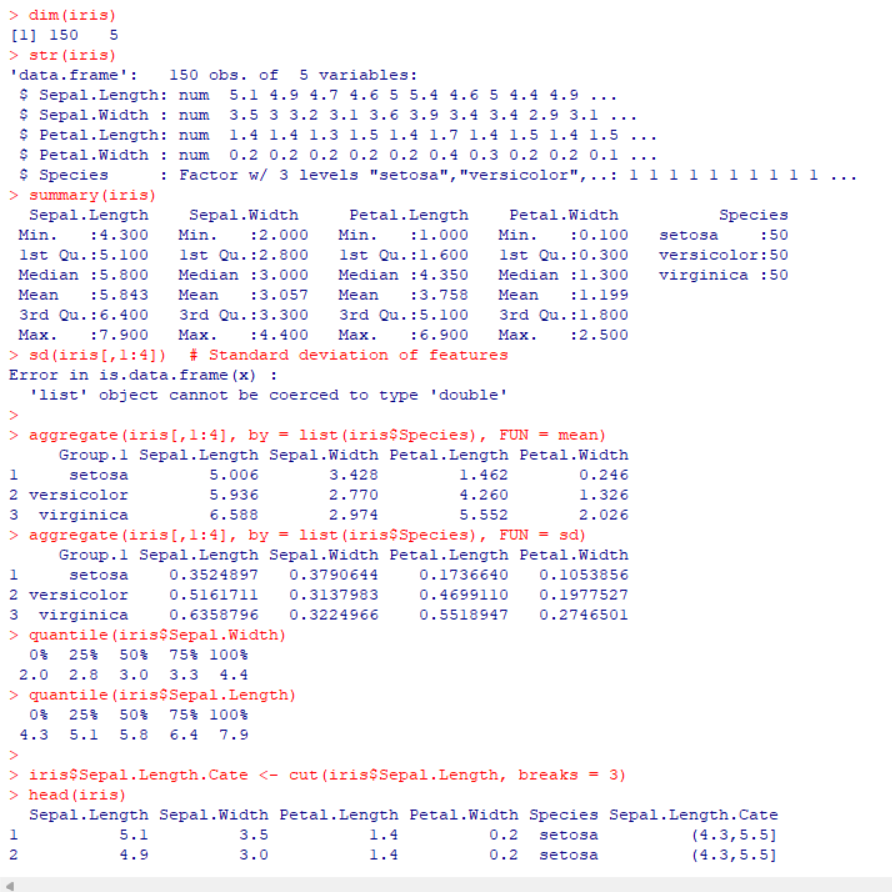 > dim(iris)
[1] 150   5
> str(iris)
'data.frame':   150 obs. of  5 variables:
 $ Sepal.Length: num  5.1 4.9 4.7 4.6 5 5.4 4.6 5 4.4 4.9 ...
 $ Sepal.Width : num  3.5 3 3.2 3.1 3.6 3.9 3.4 3.4 2.9 3.1 ...
 $ Petal.Length: num  1.4 1.4 1.3 1.5 1.4 1.7 1.4 1.5 1.4 1.5 ...
 $ Petal.Width : num  0.2 0.2 0.2 0.2 0.2 0.4 0.3 0.2 0.2 0.1 ...
 $ Species     : Factor w/ 3 levels "setosa","versicolor",..: 1 1 1 1 1 1 1 1 1 1 ...
> summary(iris)
  Sepal.Length    Sepal.Width     Petal.Length    Petal.Width          Species
 Min.   :4.300   Min.   :2.000   Min.   :1.000   Min.   :0.100   setosa    :50
 1st Qu.:5.100   1st Qu.:2.800   1st Qu.:1.600   1st Qu.:0.300   versicolor:50
 Median :5.800   Median :3.000   Median :4.350   Median :1.300   virginica :50
 Mean   :5.843   Mean   :3.057   Mean   :3.758   Mean   :1.199
 3rd Qu.:6.400   3rd Qu.:3.300   3rd Qu.:5.100   3rd Qu.:1.800
 Max.   :7.900   Max.   :4.400   Max.   :6.900   Max.   :2.500
> sd(iris[,1:4])  # Standard deviation of features
Error in is.data.frame(x) :
  'list' object cannot be coerced to type 'double'
>
> aggregate(iris[,1:4], by = list(iris$Species), FUN = mean)
     Group.1 Sepal.Length Sepal.Width Petal.Length Petal.Width
1     setosa        5.006       3.428        1.462       0.246
2 versicolor        5.936       2.770        4.260       1.326
3  virginica        6.588       2.974        5.552       2.026
> aggregate(iris[,1:4], by = list(iris$Species), FUN = sd)
     Group.1 Sepal.Length Sepal.Width Petal.Length Petal.Width
1     setosa    0.3524897   0.3790644    0.1736640   0.1053856
2 versicolor    0.5161711   0.3137983    0.4699110   0.1977527
3  virginica    0.6358796   0.3224966    0.5518947   0.2746501
> quantile(iris$Sepal.Width)
  0%  25%  50%  75% 100%
 2.0  2.8  3.0  3.3  4.4
> quantile(iris$Sepal.Length)
  0%  25%  50%  75% 100%
 4.3  5.1  5.8  6.4  7.9
>
> iris$Sepal.Length.Cate <- cut(iris$Sepal.Length, breaks = 3)
> head(iris)
  Sepal.Length Sepal.Width Petal.Length Petal.Width Species Sepal.Length.Cate
1          5.1         3.5          1.4         0.2  setosa         (4.3,5.5]
2          4.9         3.0          1.4         0.2  setosa         (4.3,5.5]